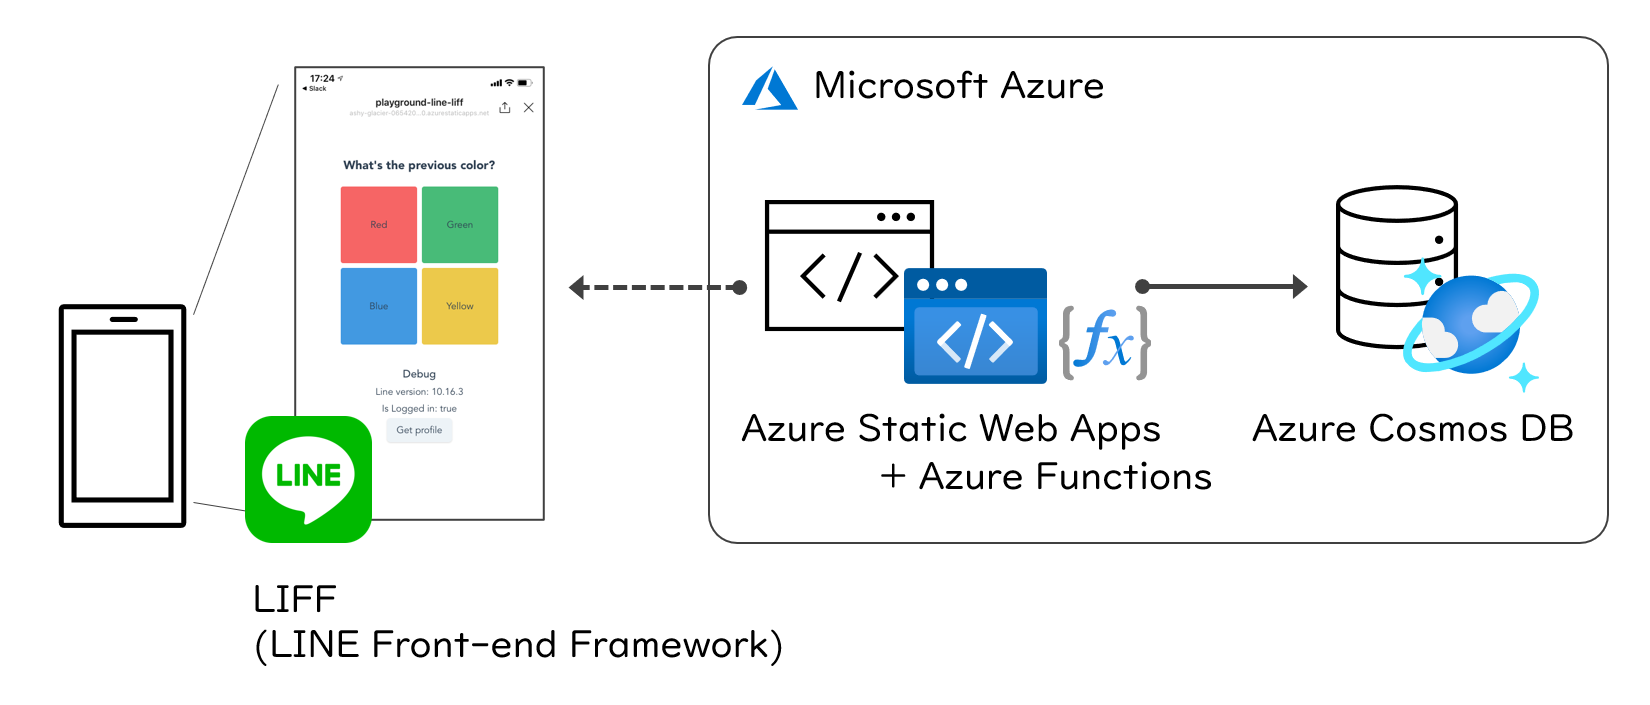 17:24
Slack
playground-line-liff
ashy-glacier-065420...0.azurestaticapps.net
What's the previous color?
Red
Green
Blue
Yellow
Debug
Line version: 10.16.3
Is Logged in: true
Get profile
LINE
LIFF
(LINE Front-end Framework)
Microsoft Azure
</>
</>
{fx}
Azure Static Web Apps
+ Azure Functions
Azure Cosmos DB